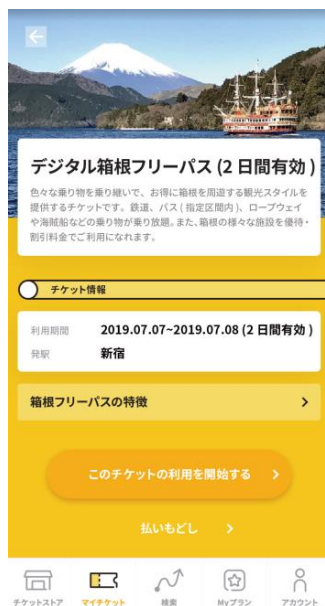 デジタル箱根フリーパス (2 日間有効 )
色々な乗り物を乗り継いで、お得に箱根を周遊する観光スタイルを
提供するチケットです。鉄道、バス ( 指定区間内 )、ロープウェイ
や海賊船などの乗り物が乗り放題。また、箱根の様々な施設を優待・
割引料金でご利用になれます。
チケット情報
利用期間 2019.07.07~2019.07.08 (2 日間有効 )
発駅 新宿
箱根フリーパスの特徴
このチケットの利用を開始する
払いもどし
チケットストア マイチケット 検索 Myプラン アカウント